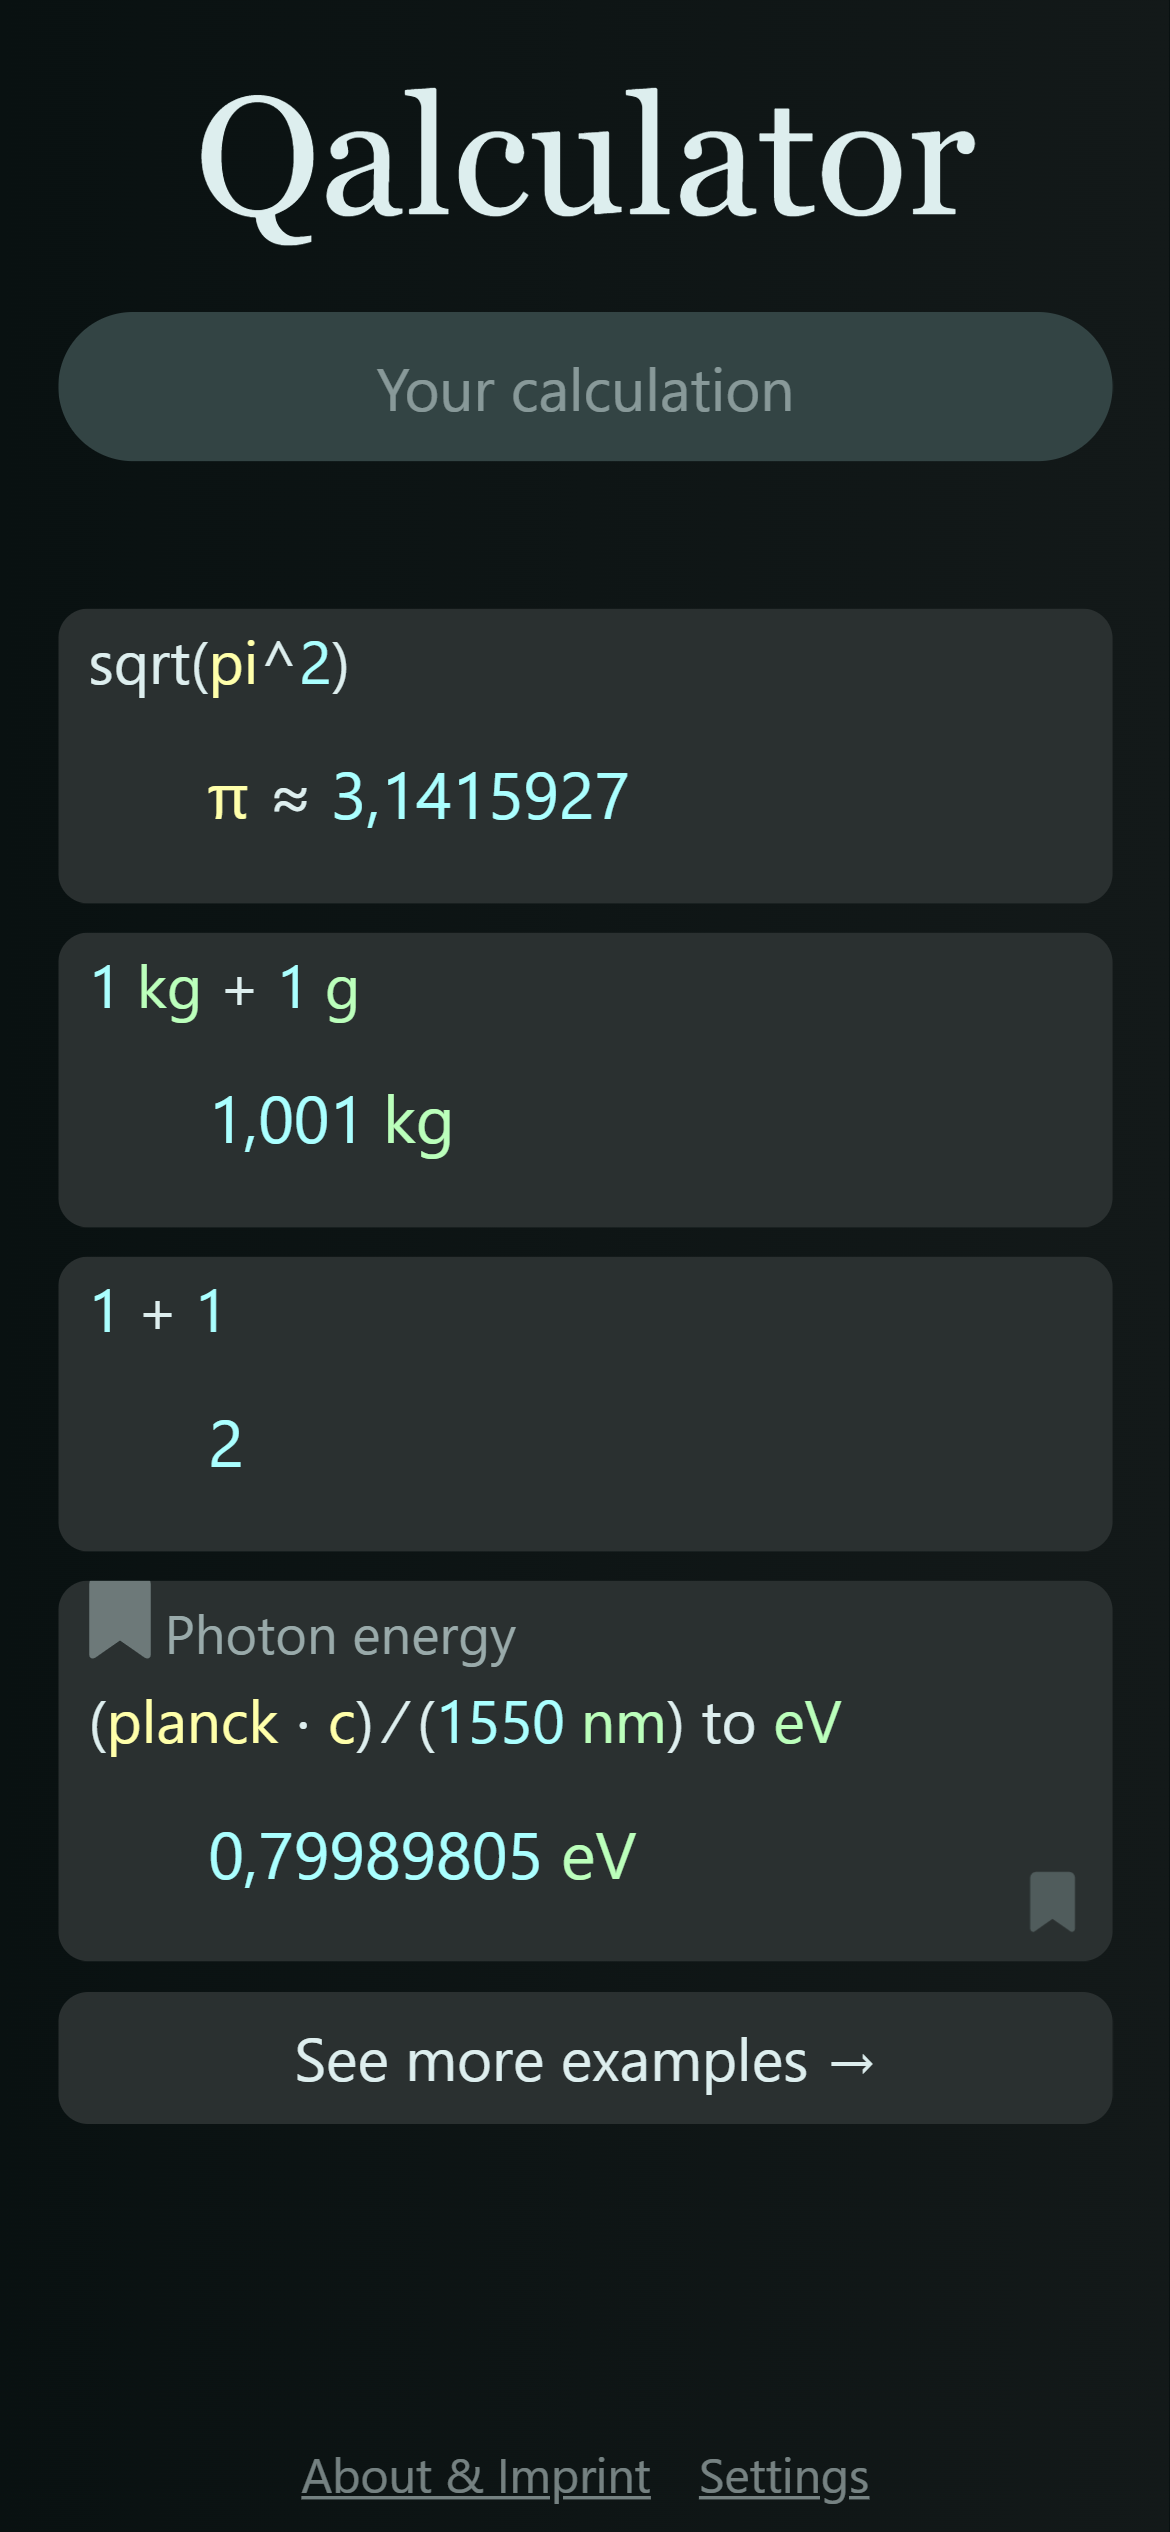 Qalculator
Your calculation
sqrt(pi^2)
π ≈ 3,1415927
1 kg + 1 g
1,001 kg
1 + 1
2
Photon energy
(planck · c) ∕ (1550 nm) to eV
0,79989805 eV
See more examples →
About & Imprint Settings